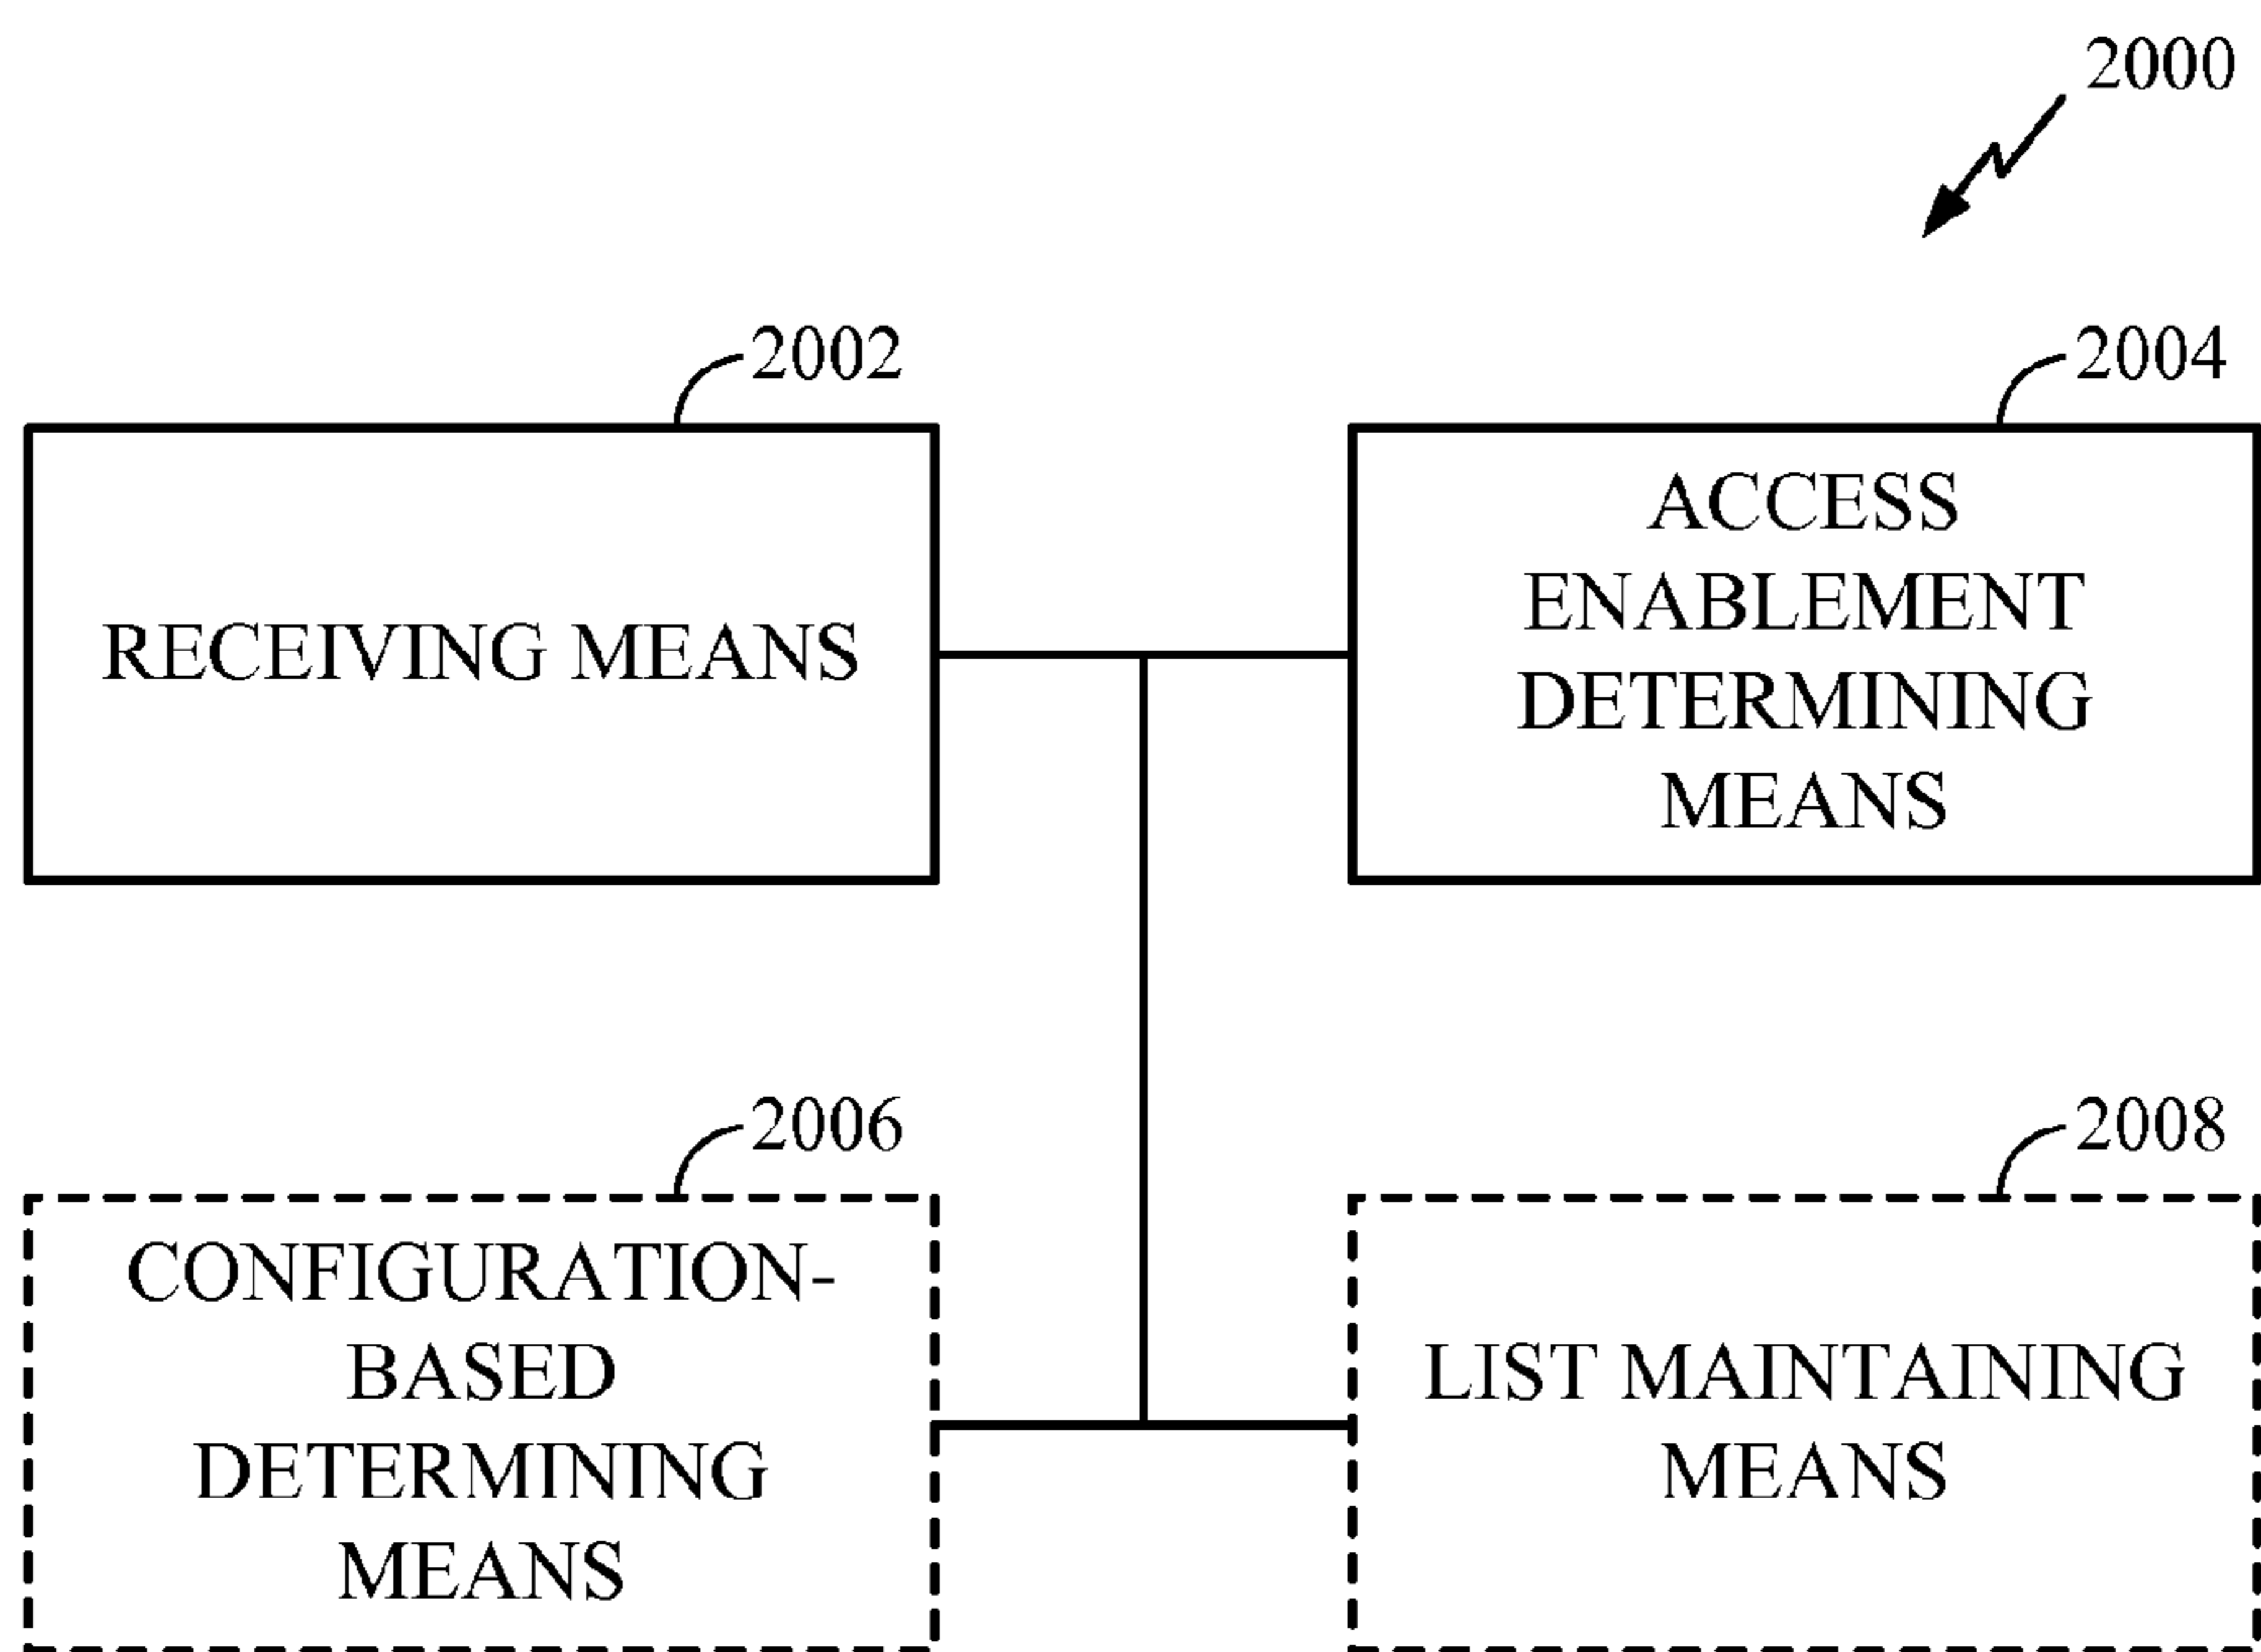 2000
2002
2004
RECEIVING MEANS
ACCESS
ENABLEMENT
DETERMINING
MEANS
2006
2008
CONFIGURATION-
BASED
DETERMINING
MEANS
LIST MAINTAINING
MEANS